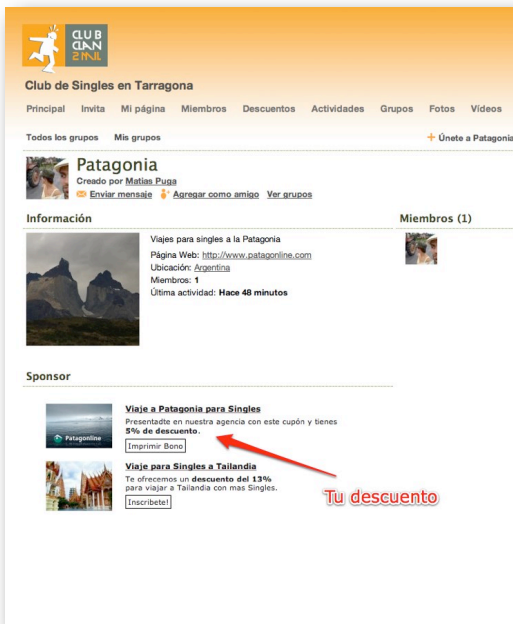 CLUB
CLAN
2 MIL
Club de Singles en Tarragona
Principal Invita Mi página Miembros Descuentos Actividades Grupos Fotos Vídeos
Todos los grupos Mis grupos + Únete a Patagonia
Patagonia
Creado por Matias Puga
Enviar mensaje Agregar como amigo Ver grupos
Información
Miembros (1)
Viajes para singles a la Patagonia
Página Web: http://www.patagonline.com
Ubicación: Argentina
Miembros: 1
Última actividad: Hace 48 minutos
Sponsor
Patagonline
Viaje a Patagonia para Singles
Presentadte en nuestra agencia con este cupón y tienes
5% de descuento.
Imprimir Bono
Viaje para Singles a Tailandia
Te ofrecemos un descuento del 13%
para viajar a Tailandia con mas Singles.
Inscribete!
Tu descuento